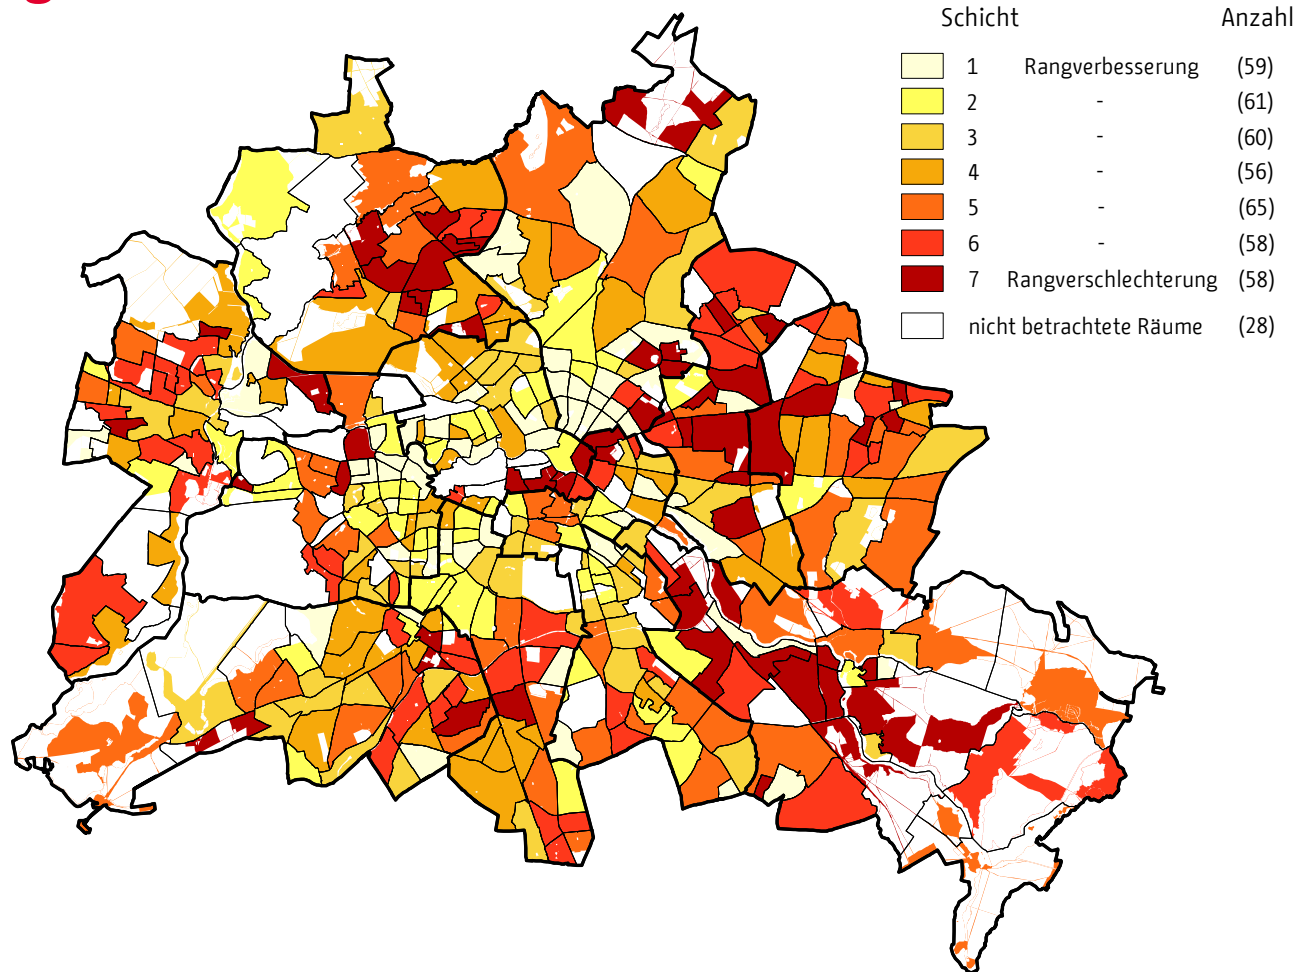 Schicht Anzahl
1 Rangverbesserung (59)
2 - (61)
3 - (60)
4 - (56)
5 - (65)
6 - (58)
7 Rangverschlechterung (58)
nicht betrachtete Räume (28)